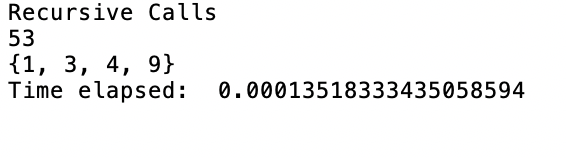 Recursive Calls
53
{1, 3, 4, 9}
Time elapsed:  0.00013518333435058594